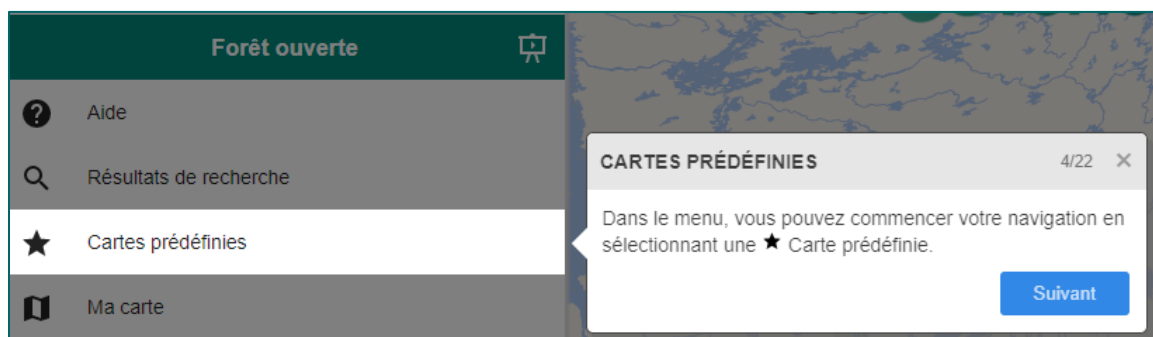 Forêt ouverte
Aide
Résultats de recherche
Cartes prédéfinies
Ma carte
CARTES PRÉDÉFINIES 4/22 ×
Dans le menu, vous pouvez commencer votre navigation en
sélectionnant une ★ Carte prédéfinie.
Suivant